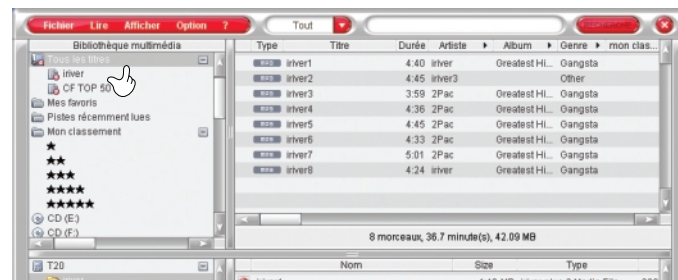 Fichier Lire Afficher Option ? Tout
Bibliothèque multimédia
Tous les titres
iriver
CF TOP 50
Mes favoris
Pistes récemment lues
Mon classement
★
★★
★★★
★★★★
★★★★★
CD (E:)
CD (F:)
Type Titre Durée Artiste Album Genre mon clas...
iriver1 4:40 iriver Greatest Hi... Gangsta
iriver2 4:45 iriver3 Other
iriver3 3:59 2Pac Greatest Hi... Gangsta
iriver4 4:36 2Pac Greatest Hi... Gangsta
iriver5 4:45 2Pac Greatest Hi... Gangsta
iriver6 4:33 2Pac Greatest Hi... Gangsta
iriver7 5:01 2Pac Greatest Hi... Gangsta
iriver8 4:24 iriver Greatest Hi... Gangsta
8 morceaux, 36.7 minute(s), 42.09 MB
T20
Nom Size Type